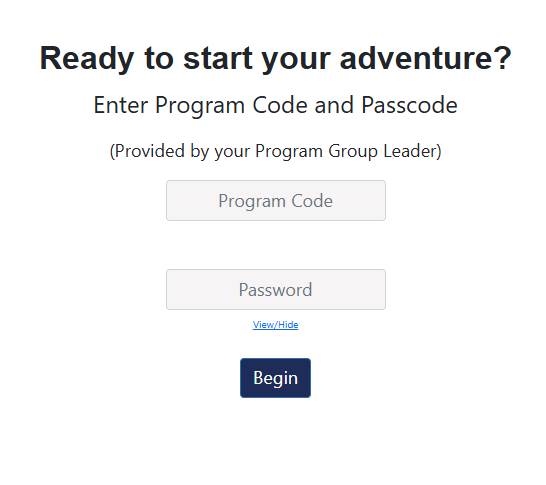 Ready to start your adventure?
Enter Program Code and Passcode
(Provided by your Program Group Leader)
Program Code
Password
View/Hide
Begin